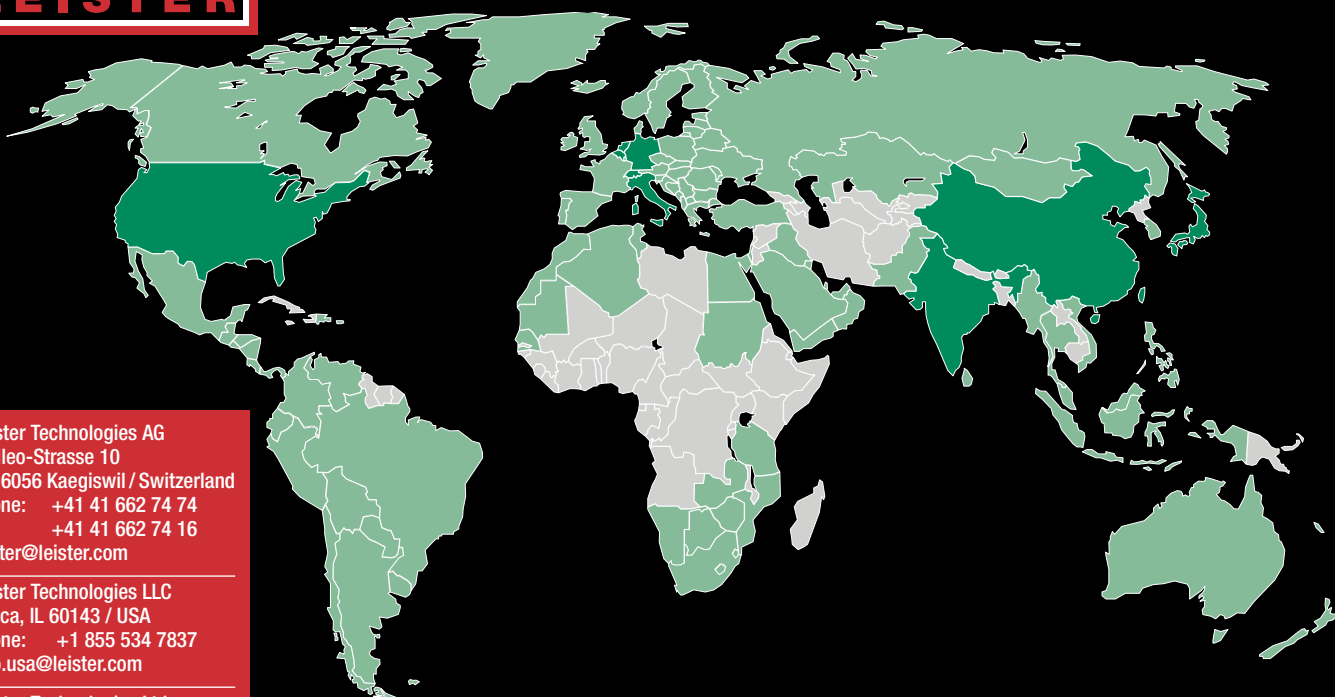 LEISTER
ster Technologies AG
leo-Strasse 10
6056 Kaegiswil / Switzerland
ne: +41 41 662 74 74
+41 41 662 74 16
ter@leister.com
ster Technologies LLC
ca, IL 60143 / USA
ne: +1 855 534 7837
.usa@leister.com